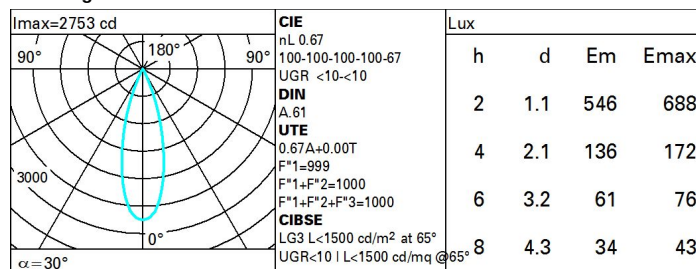 Imax=2753 cd
90° 180° 90°
3000
0°
α=30°
CIE
nL 0.67
100-100-100-100-67
UGR <10-<10
DIN
A.61
UTE
0.67A+0.00T
F"1=999
F"1+F"2=1000
F"1+F"2+F"3=1000
CIBSE
LG3 L<1500 cd/m² at 65°
UGR<10 | L<1500 cd/mq @65°
Lux
h d Em Emax
2 1.1 546 688
4 2.1 136 172
6 3.2 61 76
8 4.3 34 43